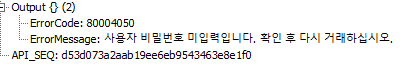 Output {} (2)
ErrorCode: 80004050
ErrorMessage: 사용자 비밀번호 미입력입니다. 확인 후 다시 거래하십시오.
API_SEQ: d53d073a2aab19ee6eb9543463e8e1f0